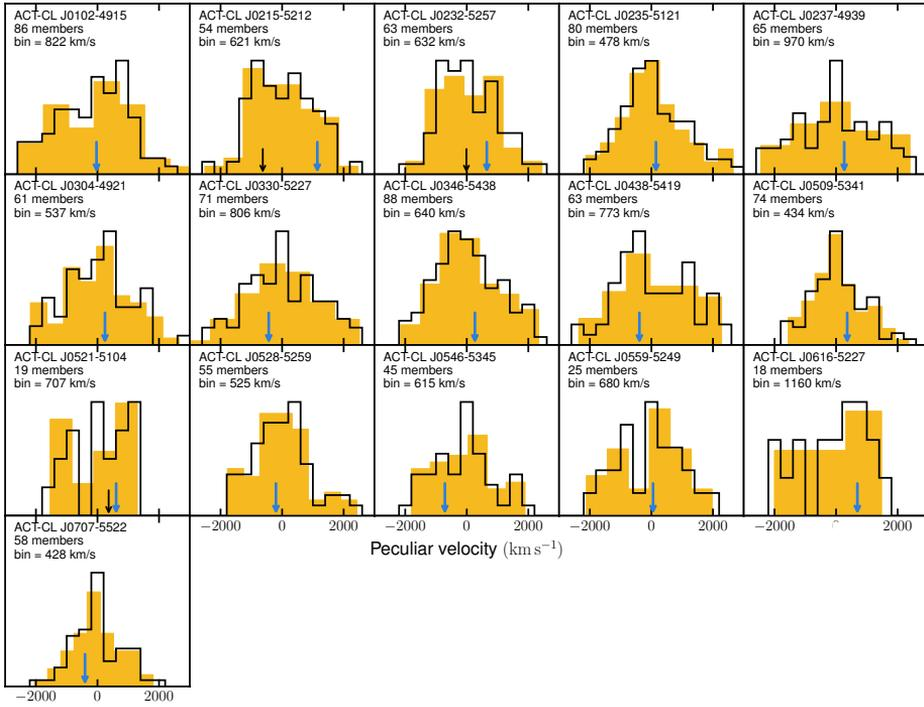 ACT-CL J0102-4915
86 members
bin = 822 km/s
ACT-CL J0215-5212
54 members
bin = 621 km/s
ACT-CL J0232-5257
63 members
bin = 632 km/s
ACT-CL J0235-5121
80 members
bin = 478 km/s
ACT-CL J0237-4939
65 members
bin = 970 km/s
ACT-CL J0304-4921
61 members
bin = 537 km/s
ACT-CL J0330-5227
71 members
bin = 806 km/s
ACT-CL J0346-5438
88 members
bin = 640 km/s
ACT-CL J0438-5419
63 members
bin = 773 km/s
ACT-CL J0509-5341
74 members
bin = 434 km/s
ACT-CL J0521-5104
19 members
bin = 707 km/s
ACT-CL J0528-5259
55 members
bin = 525 km/s
ACT-CL J0546-5345
45 members
bin = 615 km/s
ACT-CL J0559-5249
25 members
bin = 680 km/s
ACT-CL J0616-5227
18 members
bin = 1160 km/s
−2000 0 2000
−2000 0 2000
−2000 0 2000
−2000 2000
Peculiar velocity (km s⁻¹)
ACT-CL J0707-5522
58 members
bin = 428 km/s
−2000 0 2000